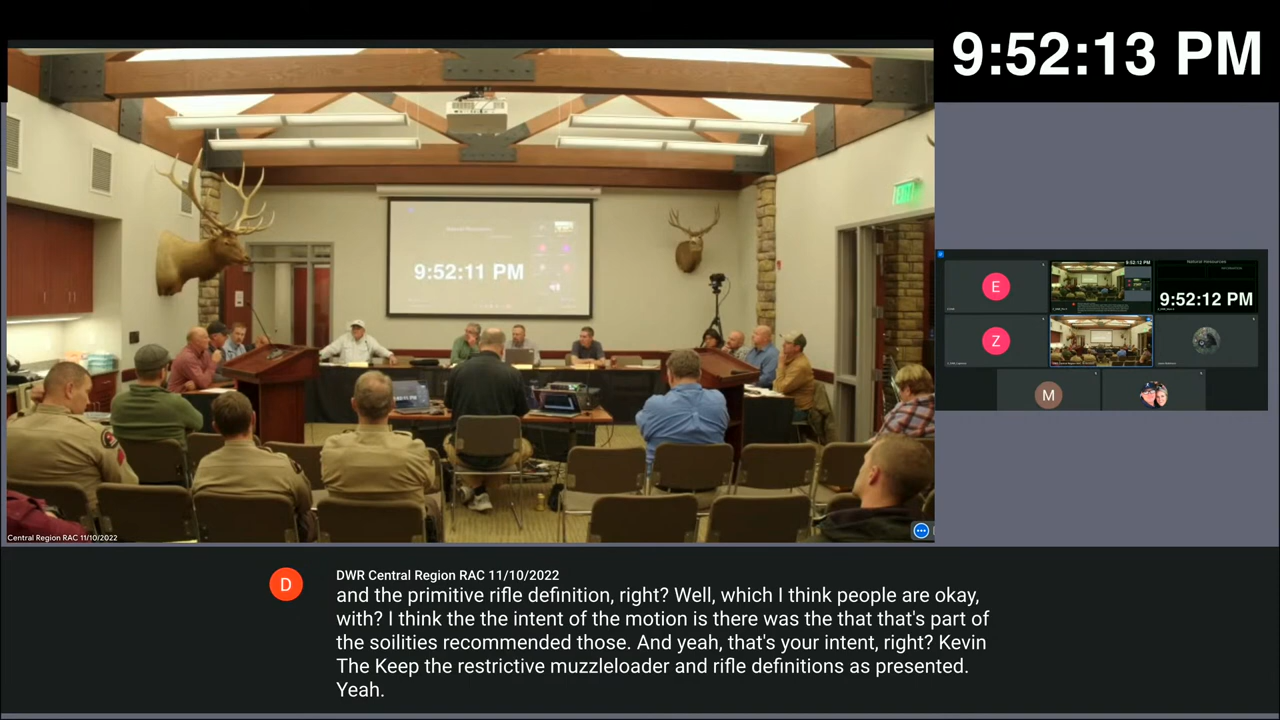 9:52:13 PM
EXIT
9:52:11 PM
9:52:12 PM
E
Z
M
Central Region RAC 11/10/2022
D
DWR Central Region RAC 11/10/2022
and the primitive rifle definition, right? Well, which I think people are okay,
with? I think the the intent of the motion is there was the that that's part of
the soilities recommended those. And yeah, that's your intent, right? Kevin
The Keep the restrictive muzzleloader and rifle definitions as presented.
Yeah.